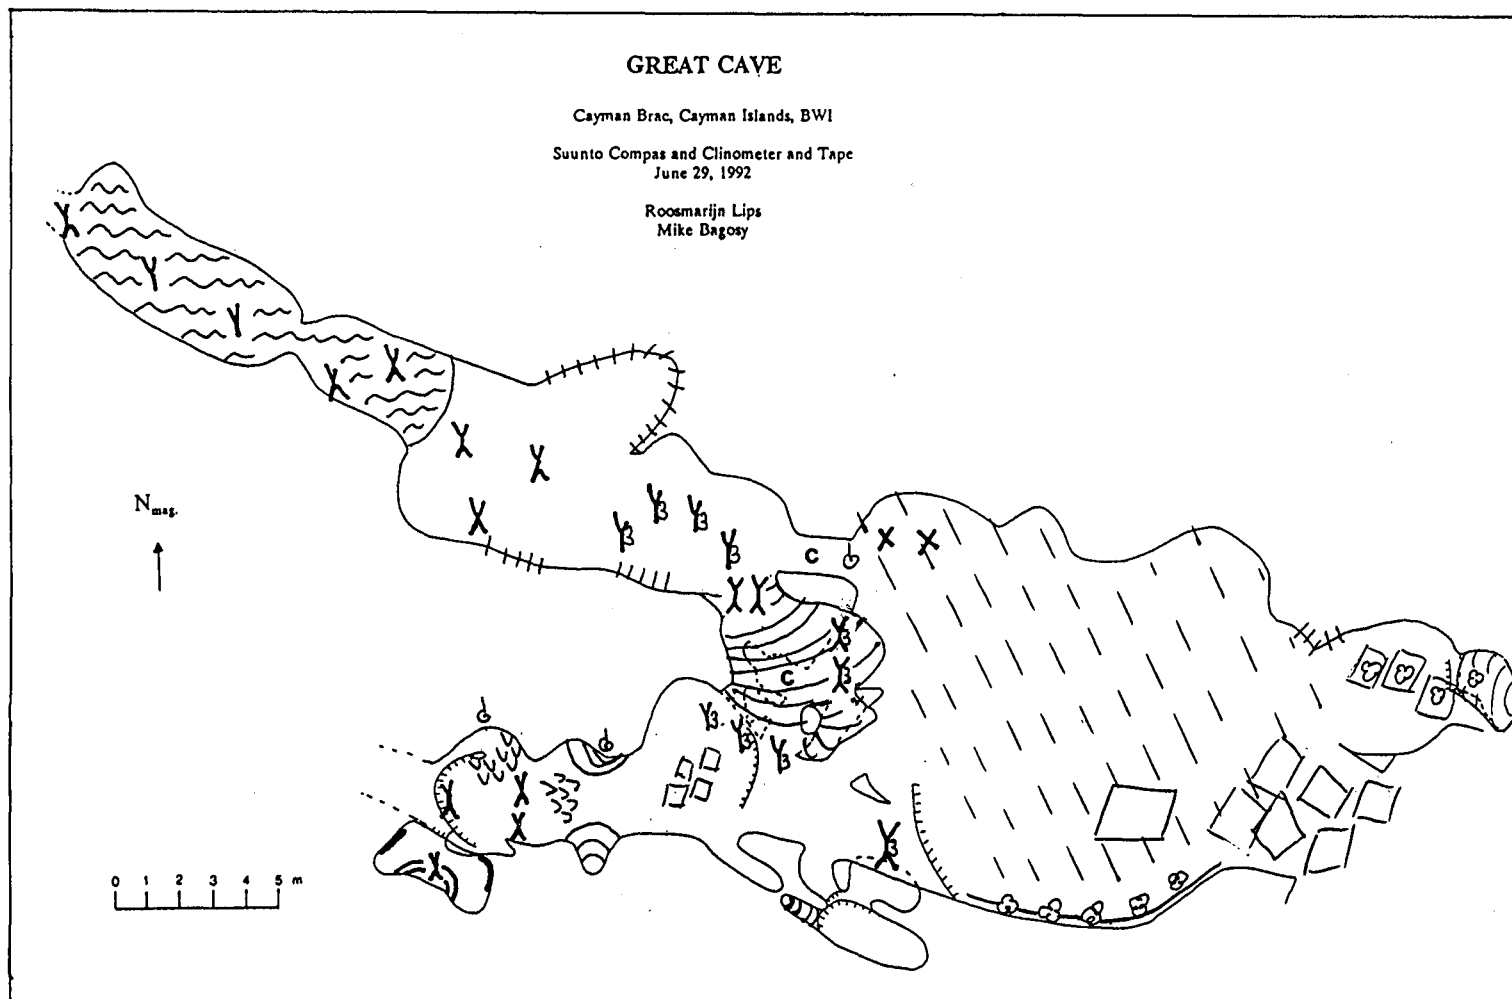 GREAT CAVE
Cayman Brac, Cayman Islands, BWI
Suunto Compas and Clinometer and Tape
June 29, 1992
Roosmarijn Lips
Mike Bagosy
N mag.
C
C
0 1 2 3 4 5 m